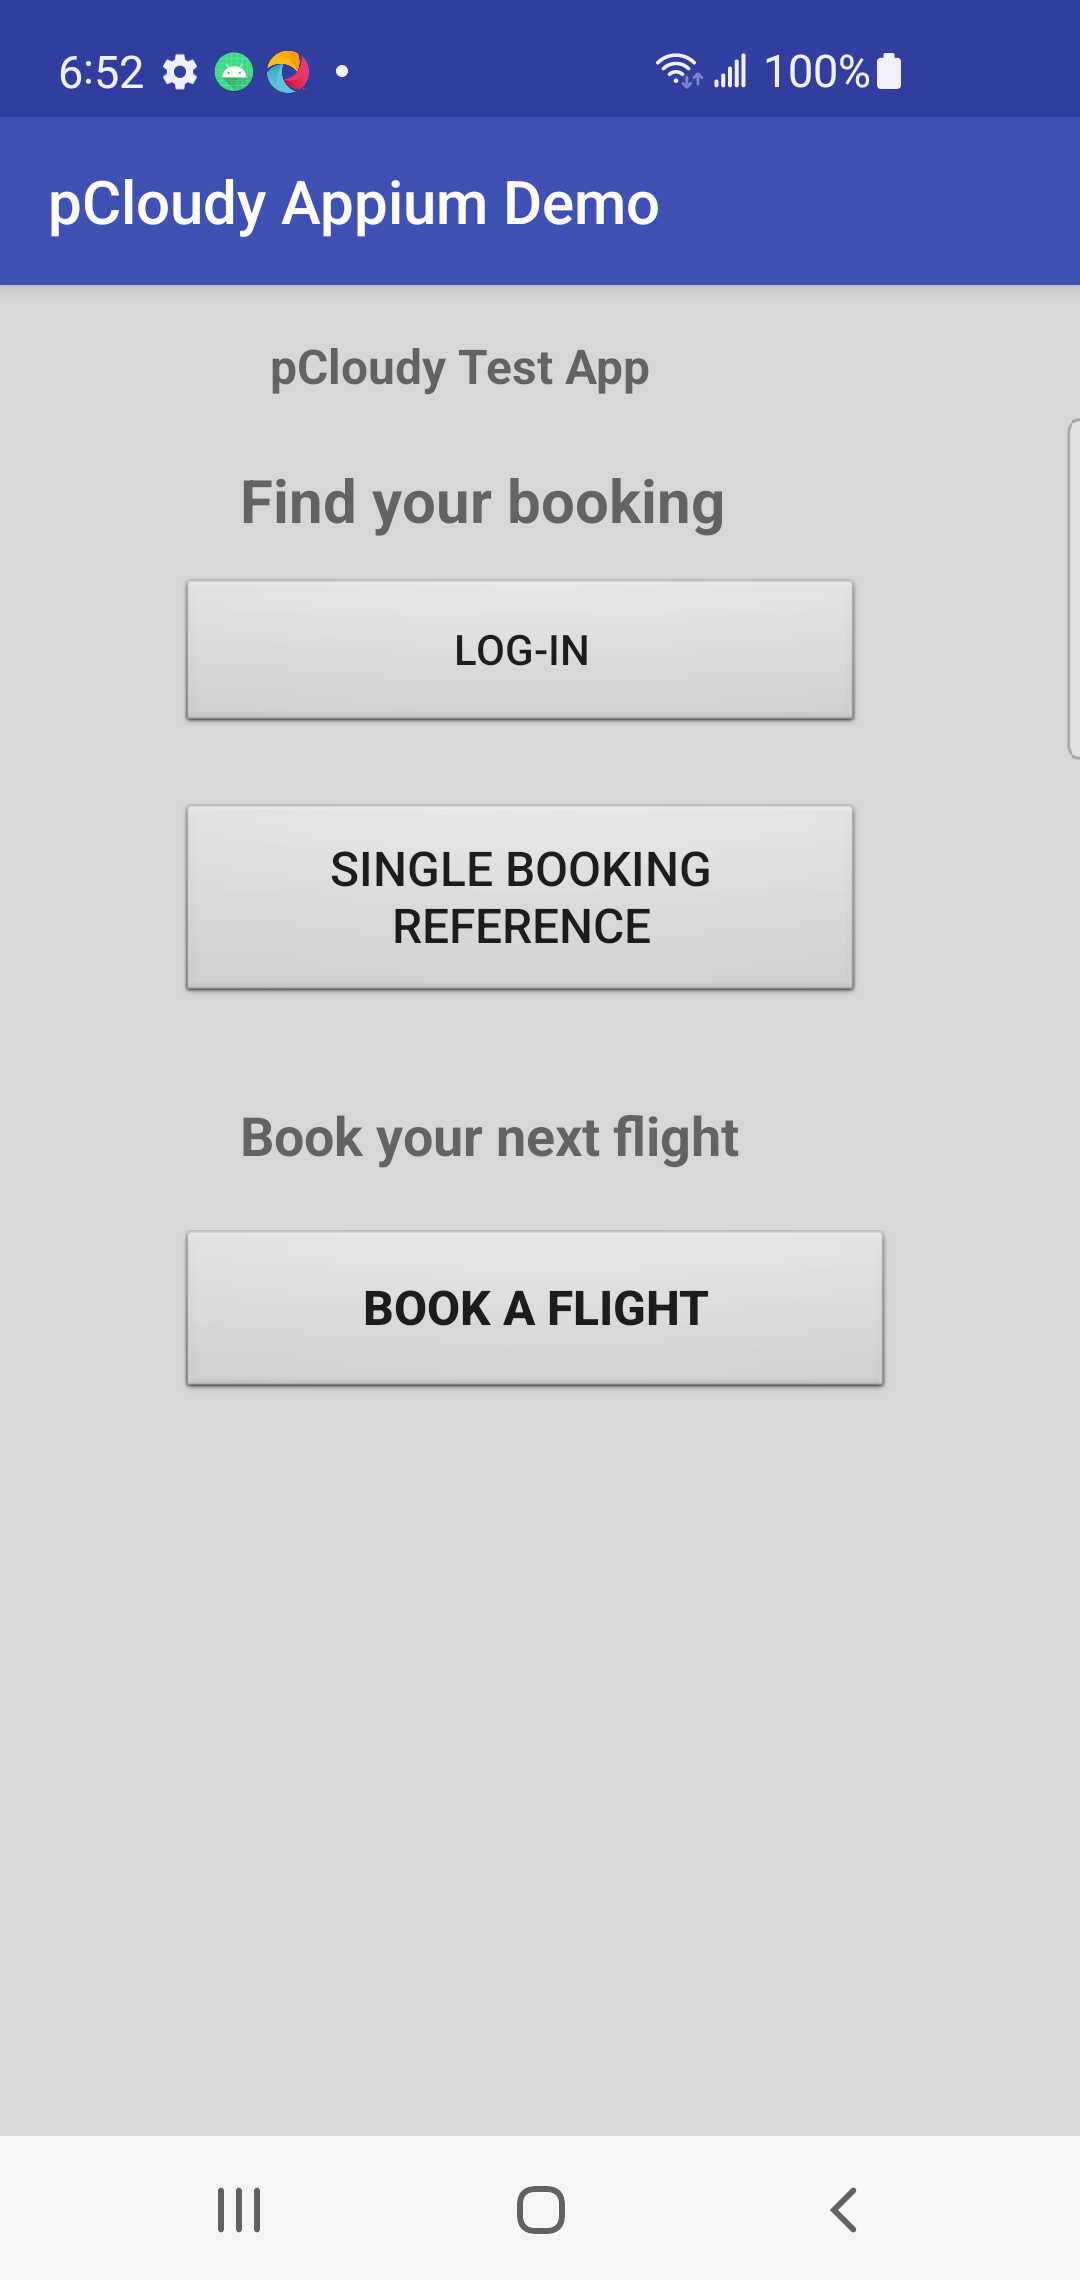 6:52 100%
pCloudy Appium Demo
pCloudy Test App
Find your booking
LOG-IN
SINGLE BOOKING
REFERENCE
Book your next flight
BOOK A FLIGHT